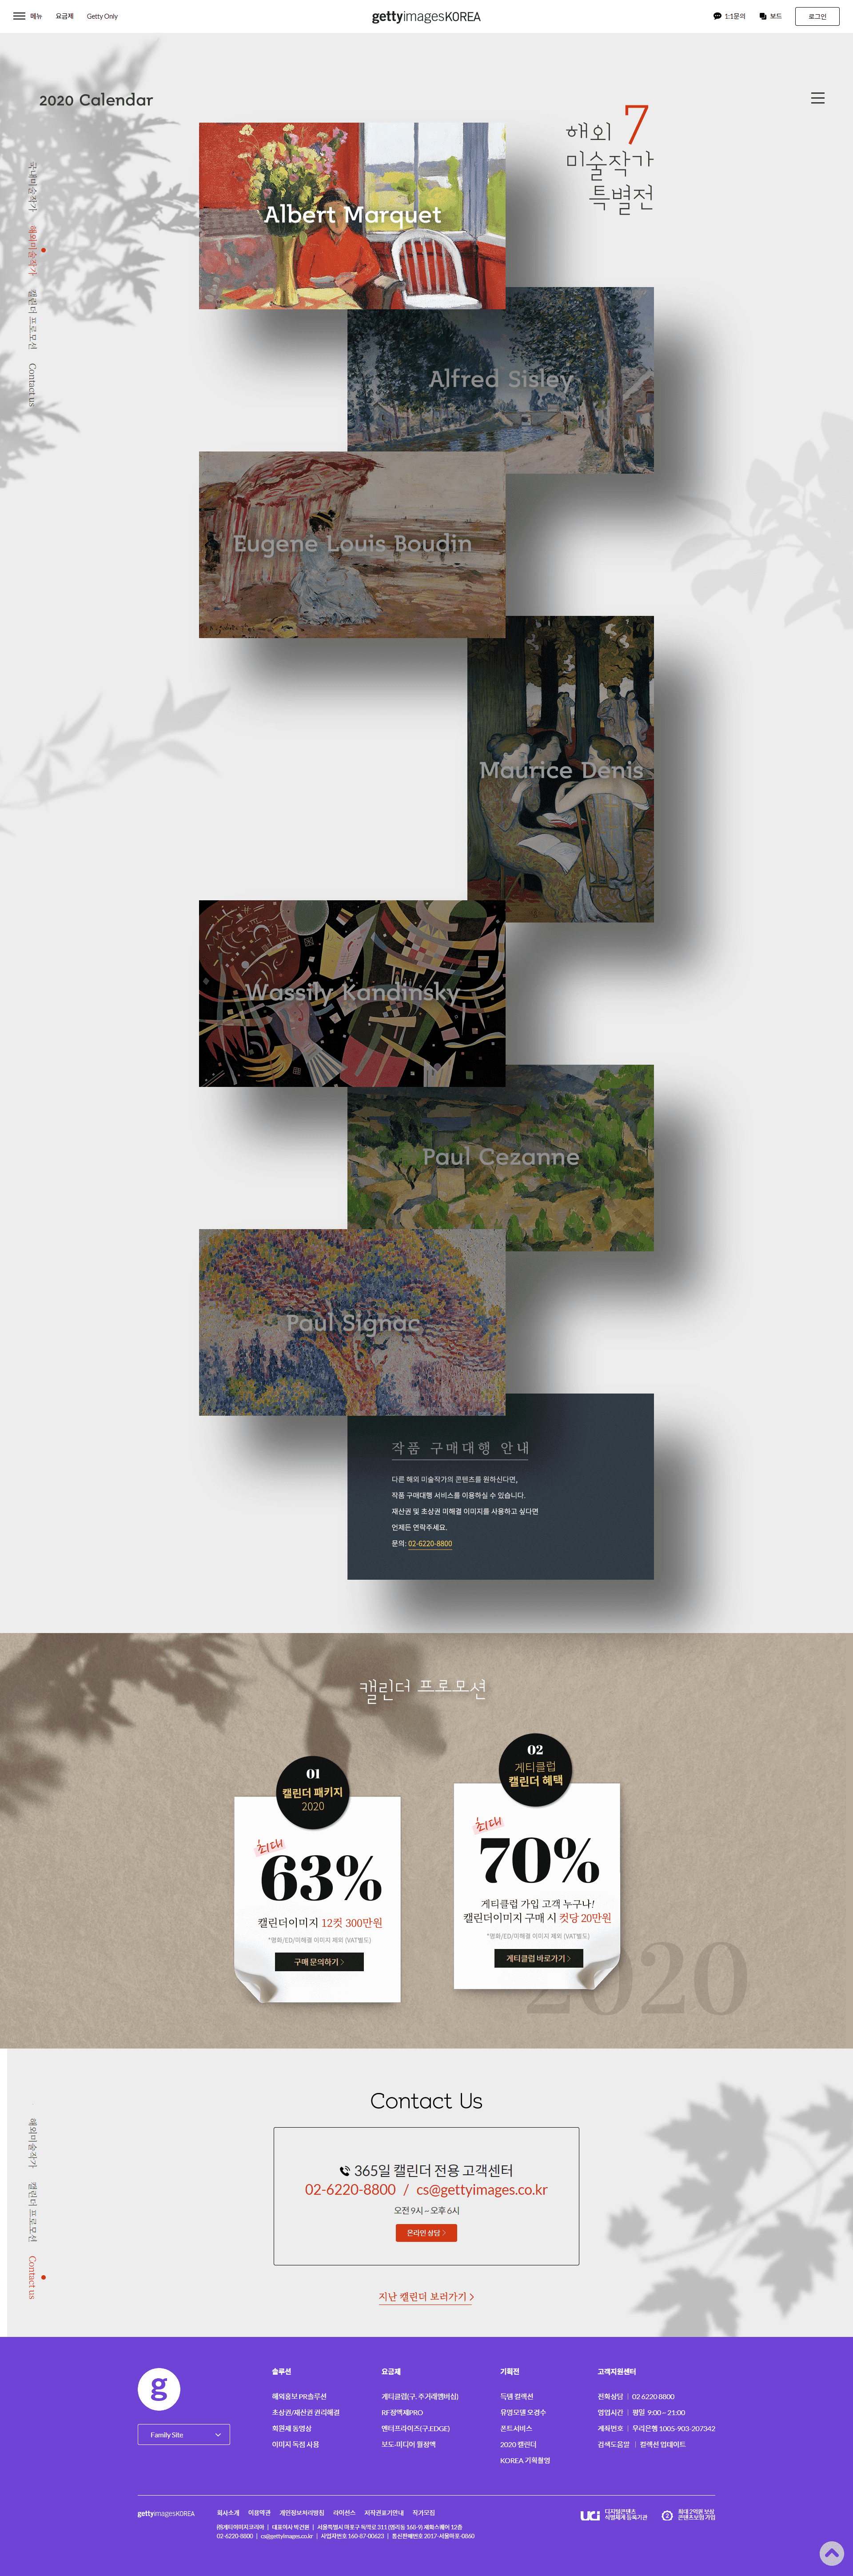 메뉴 요금제 Getty Only gettyimagesKOREA 1:1문의 보드 로그인
2020 Calendar
국내미술작가
해외미술작가
캘린더 프로모션
Contact us
해외 7
미술작가
특별전
Albert Marquet
Alfred Sisley
Eugene Louis Boudin
Maurice Denis
Wassily Kandinsky
Paul Cezanne
Paul Signac
작품 구매대행 안내
다른 해외 미술작가의 콘텐츠를 원하신다면,
작품 구매대행 서비스를 이용하실 수 있습니다.
재산권 및 초상권 미해결 이미지를 사용하고 싶다면
언제든 연락주세요.
문의: 02-6220-8800
캘린더 프로모션
01
캘린더 패키지
2020
최대
63%
캘린더이미지 12컷 300만원
*명화/ED/미해결 이미지 제외 (VAT별도)
구매 문의하기 >
02
게티클럽
캘린더 혜택
최대
70%
게티클럽 가입 고객 누구나!
캘린더이미지 구매 시 컷당 20만원
*명화/ED/미해결 이미지 제외 (VAT별도)
게티클럽 바로가기 >
2020
해외미술작가
캘린더 프로모션
Contact us
Contact Us
365일 캘린더 전용 고객센터
02-6220-8800 / cs@gettyimages.co.kr
오전 9시 ~ 오후 6시
온라인 상담 >
지난 캘린더 보러가기 >
g
Family Site
솔루션
해외홍보 PR솔루션
초상권/재산권 권리해결
회원제 동영상
이미지 독점 사용
요금제
게티클럽(구. 추가래멤버십)
RF정액제PRO
엔터프라이즈(구.EDGE)
보도·미디어 월정액
기획전
득템 컬렉션
유명모델 모경수
폰트서비스
2020 캘린더
KOREA 기획촬영
고객지원센터
전화상담 | 02 6220 8800
영업시간 | 평일 9:00 ~ 21:00
계좌번호 | 우리은행 1005-903-207342
검색도움말 | 컬렉션 업데이트
gettyimagesKOREA
회사소개 이용약관 개인정보처리방침 라이선스 저작권표기안내 작가모집
㈜게티이미지코리아 | 대표이사 박건원 | 서울특별시 마포구 독막로 311 (염리동 168-9) 재화스퀘어 12층
02-6220-8800 | cs@gettyimages.co.kr | 사업자번호 160-87-00623 | 통신판매번호 2017-서울마포-0860
UCI 디지털콘텐츠
식별체계 등록기관
2 최대 2억원 보상
콘텐츠보험 가입